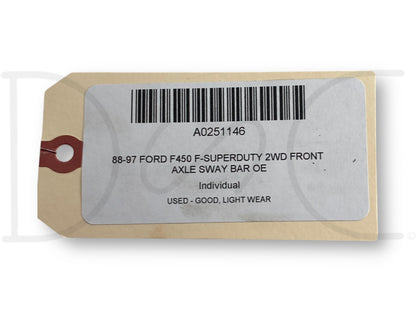 A0251146
88-97 FORD F450 F-SUPERDUTY 2WD FRONT
AXLE SWAY BAR OE
Individual
USED - GOOD, LIGHT WEAR